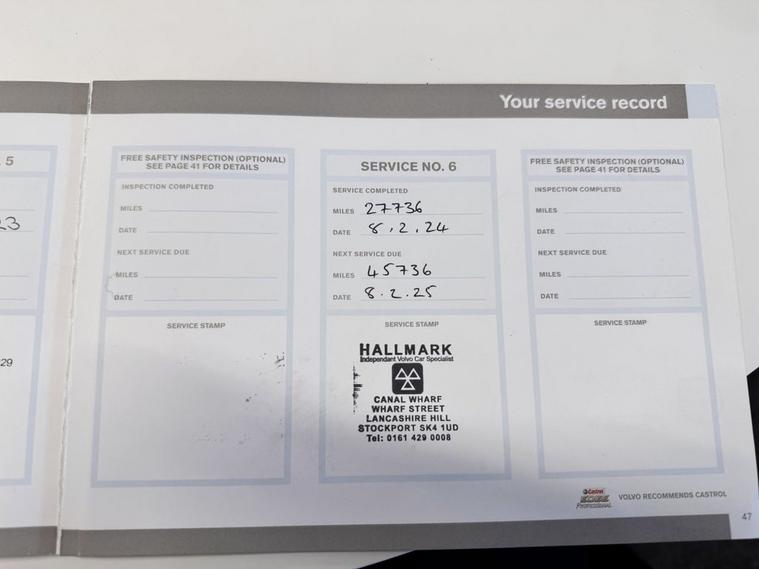 Your service record
. 5
23
29
FREE SAFETY INSPECTION (OPTIONAL)
SEE PAGE 41 FOR DETAILS
INSPECTION COMPLETED
MILES
DATE
NEXT SERVICE DUE
MILES
DATE
SERVICE STAMP
SERVICE NO. 6
SERVICE COMPLETED
MILES 27736
DATE 8.2.24
NEXT SERVICE DUE
MILES 45736
DATE 8.2.25
SERVICE STAMP
HALLMARK
Independant Volvo Car Specialist
CANAL WHARF
WHARF STREET
LANCASHIRE HILL
STOCKPORT SK4 1UD
Tel: 0161 429 0008
FREE SAFETY INSPECTION (OPTIONAL)
SEE PAGE 41 FOR DETAILS
INSPECTION COMPLETED
MILES
DATE
NEXT SERVICE DUE
MILES
DATE
SERVICE STAMP
Castrol
EDGE
Professional
VOLVO RECOMMENDS CASTROL
47